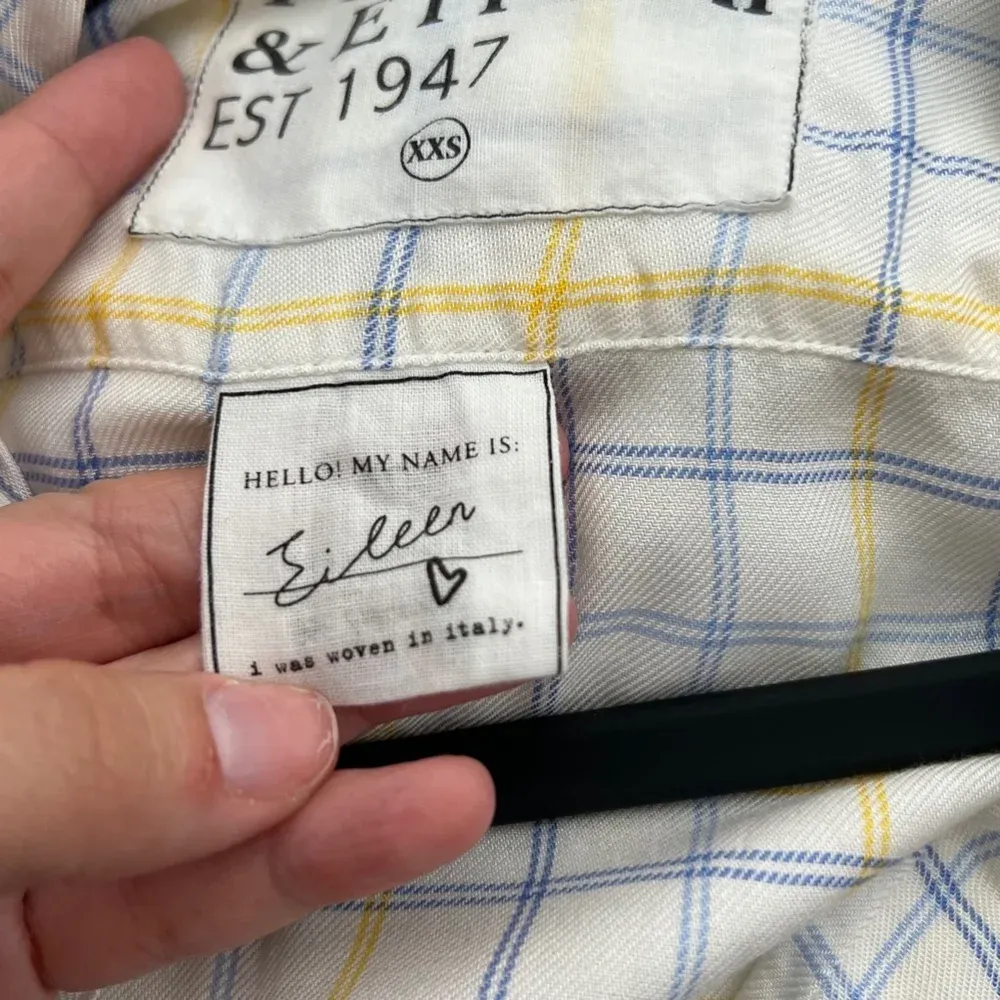 &
EST 1947
XXS
HELLO! MY NAME IS:
Eileen
i was woven in italy.